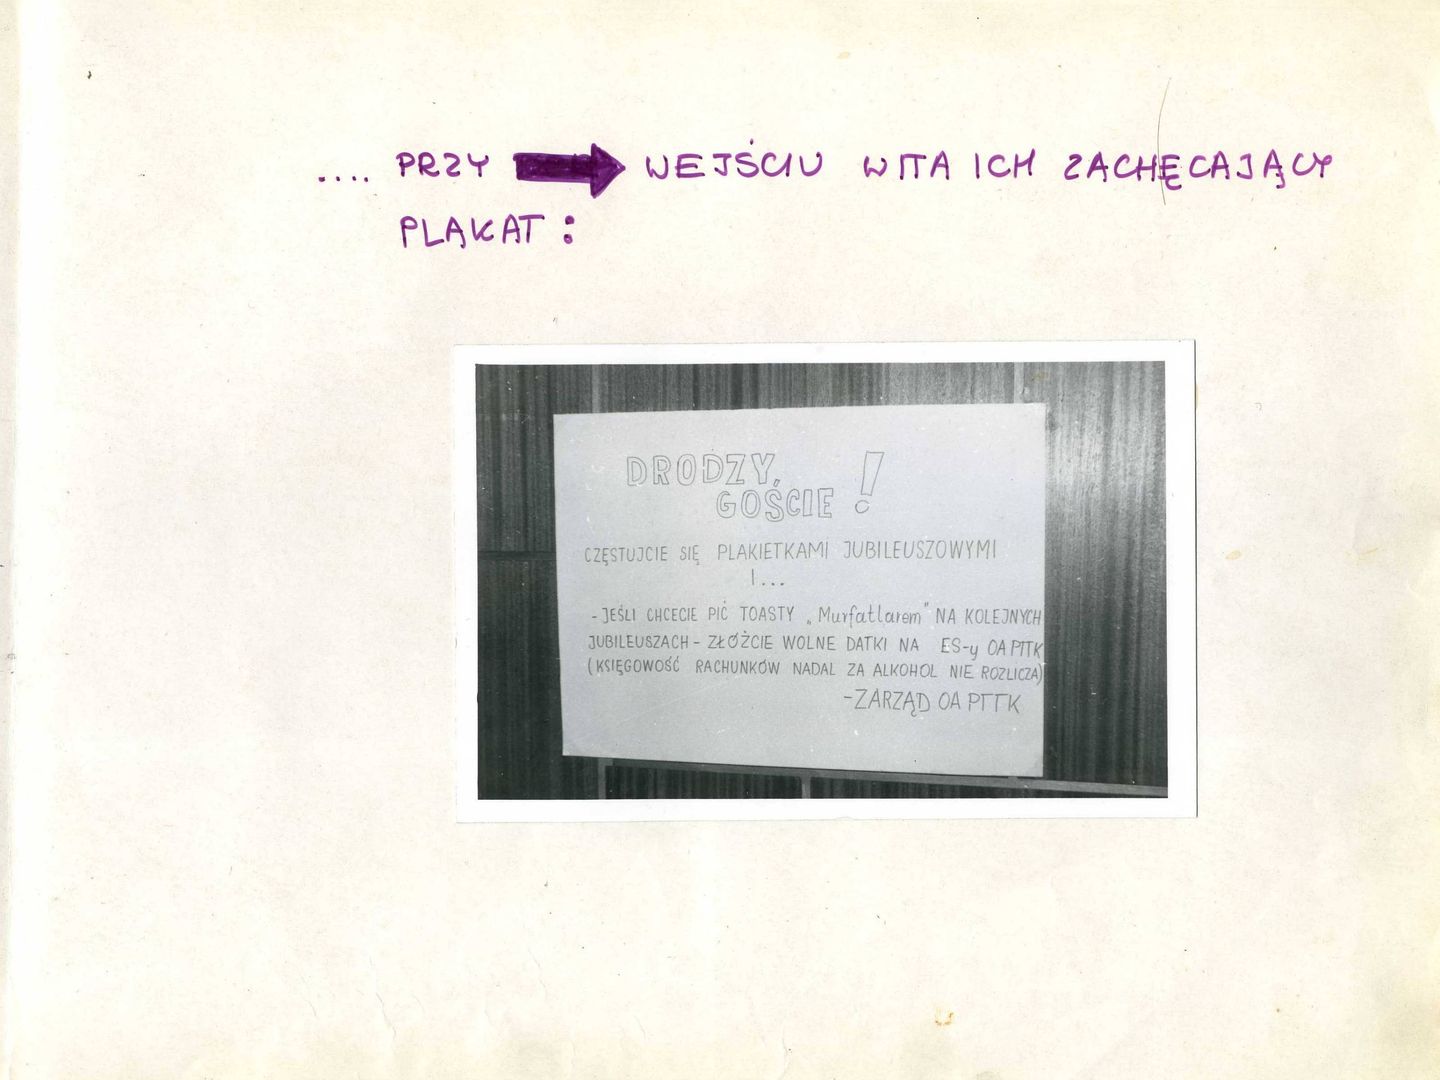 .... PRZY → WEJŚCIU WITA ICH ZACHĘCAJĄCY
PLAKAT :
DRODZY,
GOŚCIE !
CZĘSTUJCIE SIĘ PLAKIETKAMI JUBILEUSZOWYMI
I...
-JEŚLI CHCECIE PIĆ TOASTY „Murfatlarem" NA KOLEJNYCH
JUBILEUSZACH - ZŁÓŻCIE WOLNE DATKI NA ES-y OA PTTK
(KSIĘGOWOŚĆ RACHUNKÓW NADAL ZA ALKOHOL NIE ROZLICZA)
-ZARZĄD OA PTTK